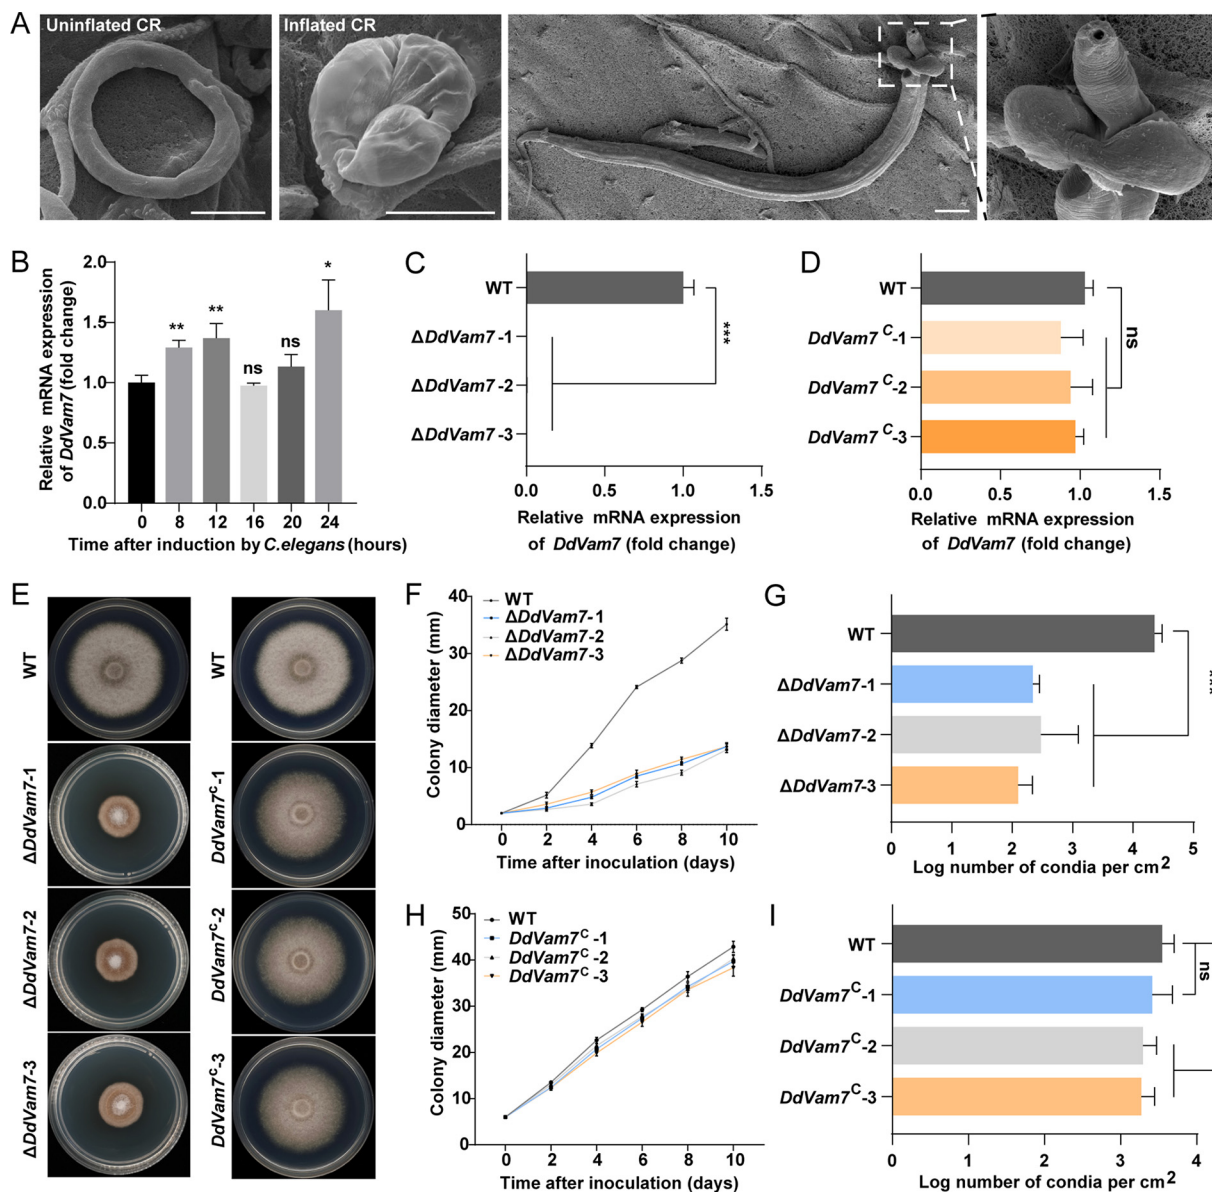 A
Uninflated CR
Inflated CR
B
Relative mRNA expression
of DdVam7 (fold change)
2.0
1.5
1.0
0.5
0.0
**
**
ns
ns
*
0 8 12 16 20 24
Time after induction by C.elegans (hours)
C
WT
ΔDdVam7-1
ΔDdVam7-2
ΔDdVam7-3
***
0.0 0.5 1.0 1.5
Relative mRNA expression
of DdVam7 (fold change)
D
WT
DdVam7 C-1
DdVam7 C-2
DdVam7 C-3
ns
0.0 0.5 1.0 1.5
Relative mRNA expression
of DdVam7 (fold change)
E
WT
ΔDdVam7-1
ΔDdVam7-2
ΔDdVam7-3
WT
DdVam7C-1
DdVam7C-2
DdVam7C-3
F
Colony diameter (mm)
40
30
20
10
0
WT
ΔDdVam7-1
ΔDdVam7-2
ΔDdVam7-3
0 2 4 6 8 10
Time after inoculation (days)
G
WT
ΔDdVam7-1
ΔDdVam7-2
ΔDdVam7-3
0 1 2 3 4 5
Log number of condia per cm2
H
Colony diameter (mm)
50
40
30
20
10
0
WT
DdVam7C -1
DdVam7C -2
DdVam7C -3
0 2 4 6 8 10
Time after inoculation (days)
I
WT
DdVam7C-1
DdVam7C-2
DdVam7C-3
ns
0 1 2 3 4
Log number of condia per cm2